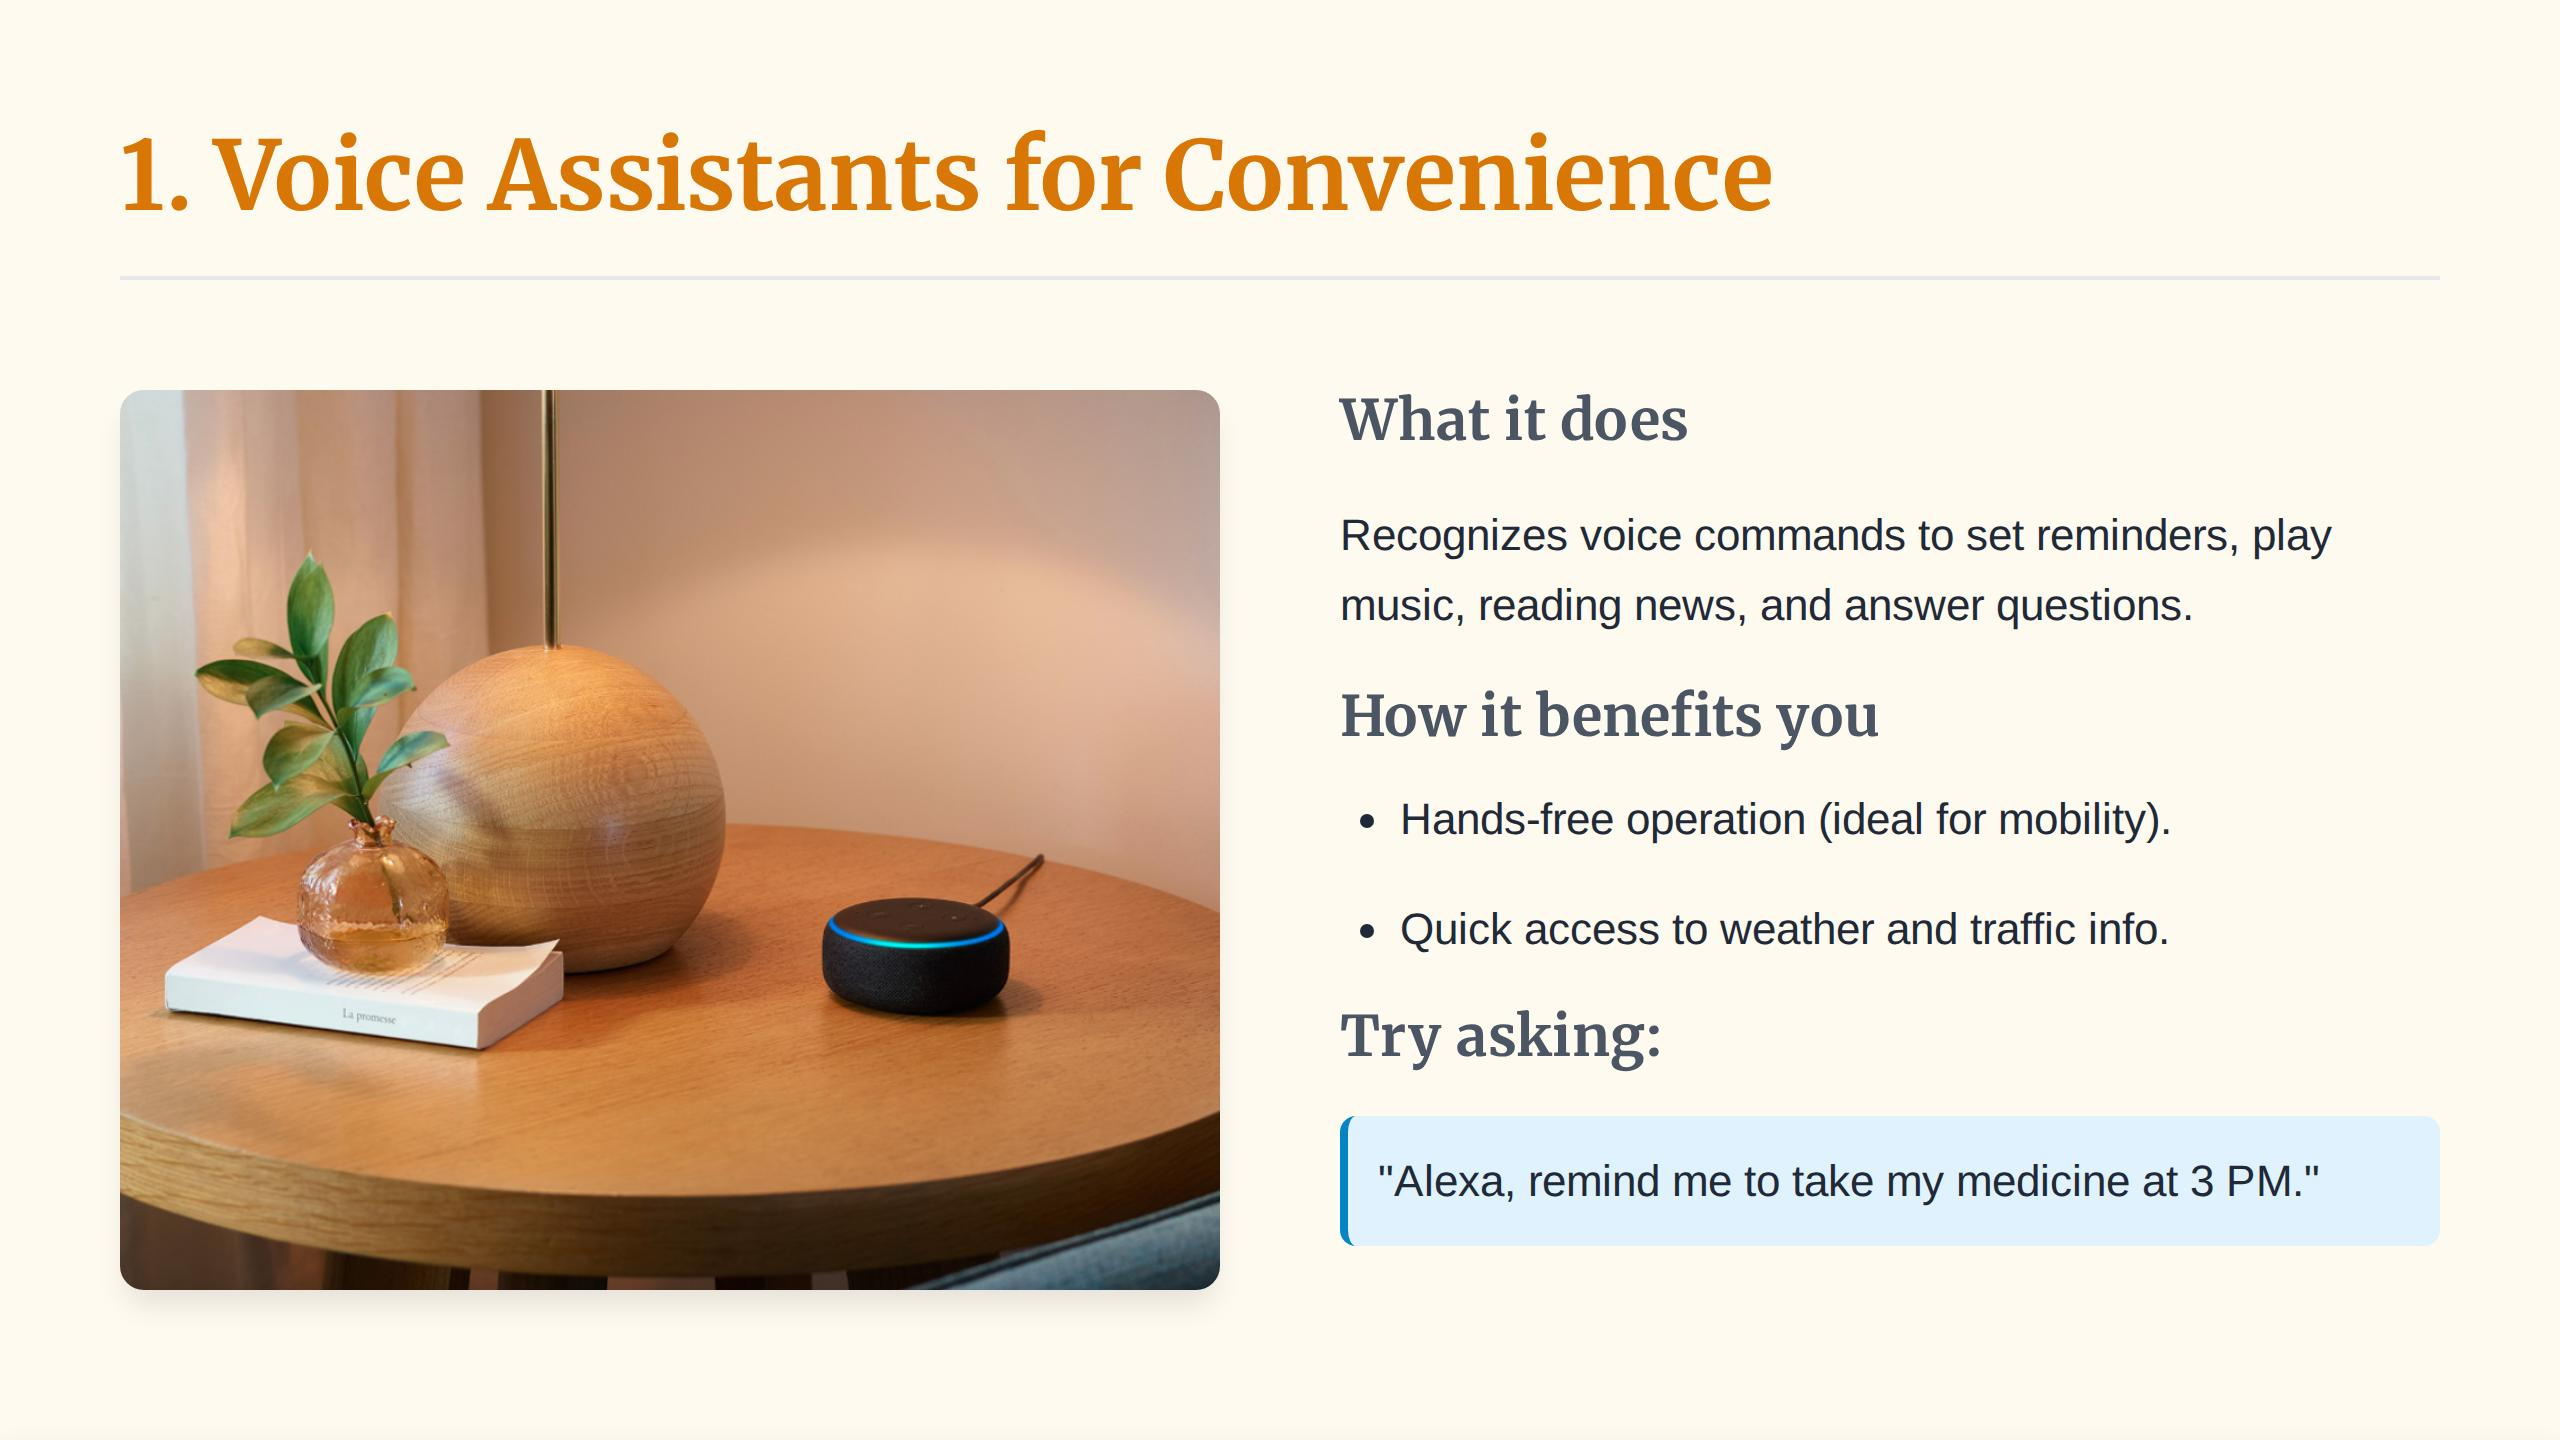 1. Voice Assistants for Convenience
What it does
Recognizes voice commands to set reminders, play
music, reading news, and answer questions.
How it benefits you
• Hands-free operation (ideal for mobility).
• Quick access to weather and traffic info.
Try asking:
"Alexa, remind me to take my medicine at 3 PM."
La promesse